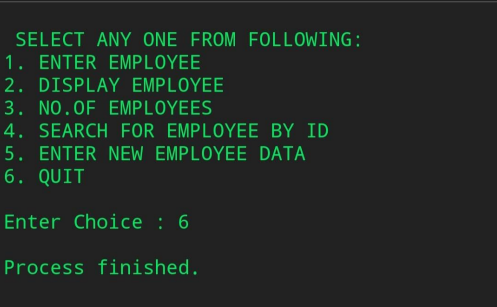 SELECT ANY ONE FROM FOLLOWING:
1. ENTER EMPLOYEE
2. DISPLAY EMPLOYEE
3. NO.OF EMPLOYEES
4. SEARCH FOR EMPLOYEE BY ID
5. ENTER NEW EMPLOYEE DATA
6. QUIT
Enter Choice : 6
Process finished.